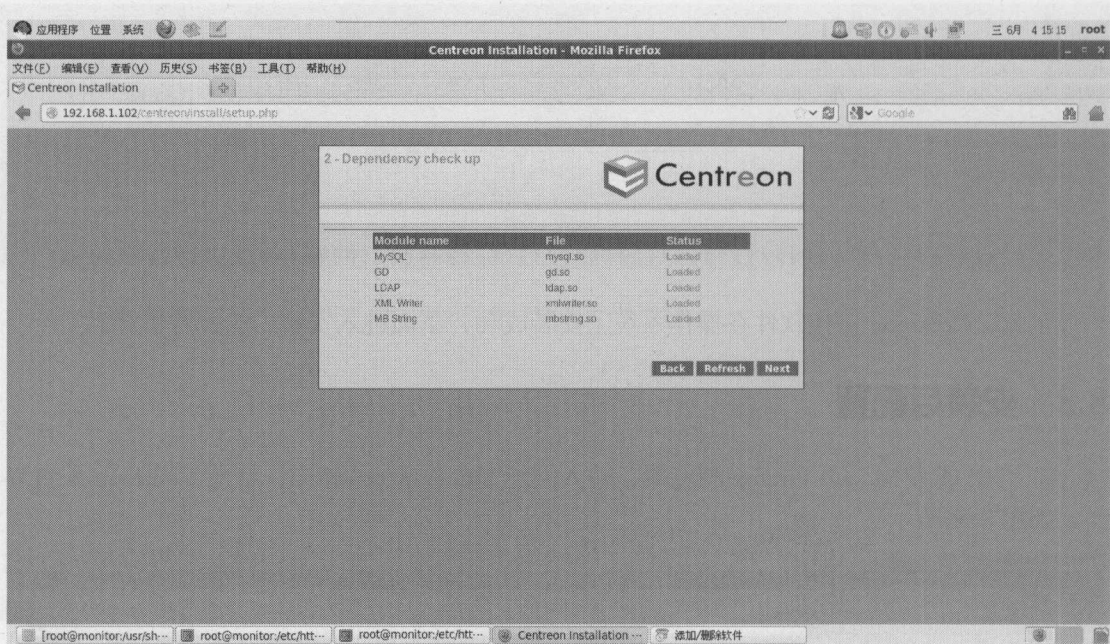 应用程序 位置 系统 三 6月 4 15:15 root
Centreon Installation - Mozilla Firefox
文件(F) 编辑(E) 查看(V) 历史(S) 书签(B) 工具(T) 帮助(H)
Centreon Installation
192.168.1.102/centreon/install/setup.php Google
2 - Dependency check up
Centreon
Module name File Status
MySQL mysql.so Loaded
GD gd.so Loaded
LDAP ldap.so Loaded
XML Writer xmlwriter.so Loaded
MB String mbstring.so Loaded
Back Refresh Next
[root@monitor:/usr/sh··· root@monitor:/etc/htt··· root@monitor:/etc/htt··· Centreon Installation ··· 添加/删除软件